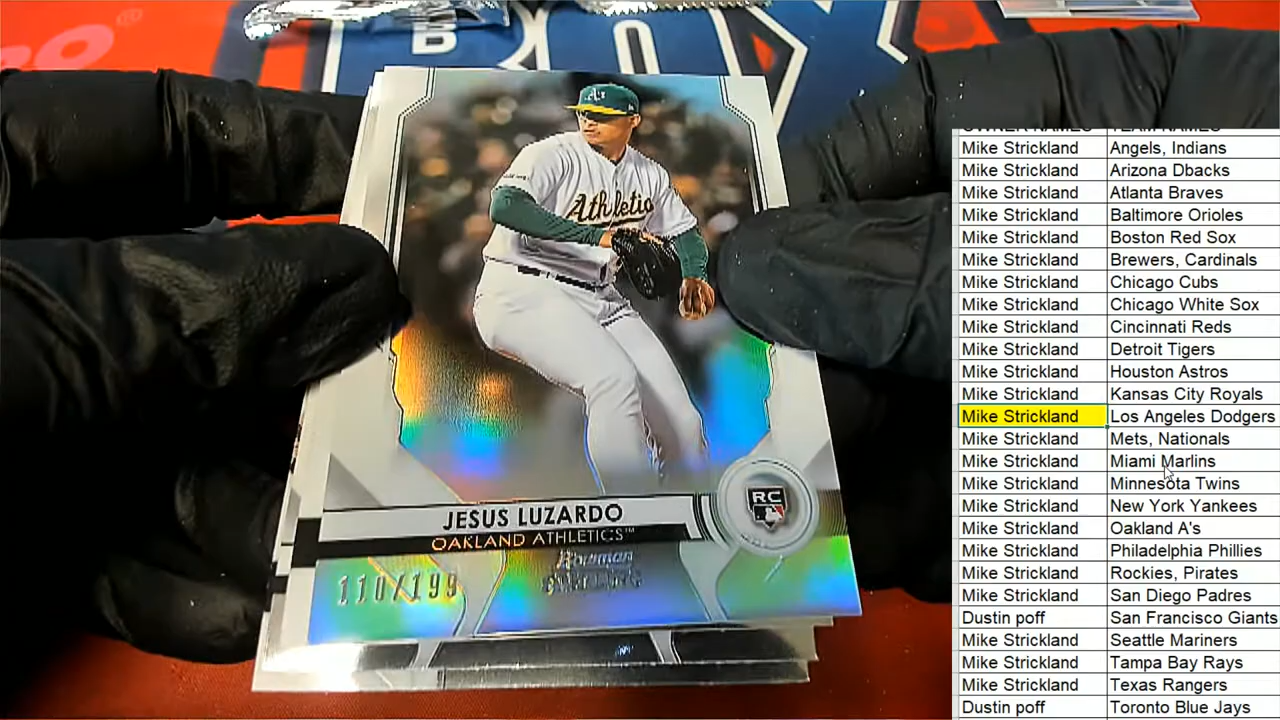 RO®
BOX
A's
Athletic
JESUS LUZARDO
OAKLAND ATHLETICS™
RC
Bowman
STERLING
110/199
OWNER NAMES TEAM NAMES
Mike Strickland Angels, Indians
Mike Strickland Arizona Dbacks
Mike Strickland Atlanta Braves
Mike Strickland Baltimore Orioles
Mike Strickland Boston Red Sox
Mike Strickland Brewers, Cardinals
Mike Strickland Chicago Cubs
Mike Strickland Chicago White Sox
Mike Strickland Cincinnati Reds
Mike Strickland Detroit Tigers
Mike Strickland Houston Astros
Mike Strickland Kansas City Royals
Mike Strickland Los Angeles Dodgers
Mike Strickland Mets, Nationals
Mike Strickland Miami Marlins
Mike Strickland Minnesota Twins
Mike Strickland New York Yankees
Mike Strickland Oakland A's
Mike Strickland Philadelphia Phillies
Mike Strickland Rockies, Pirates
Mike Strickland San Diego Padres
Dustin poff San Francisco Giants
Mike Strickland Seattle Mariners
Mike Strickland Tampa Bay Rays
Mike Strickland Texas Rangers
Dustin poff Toronto Blue Jays